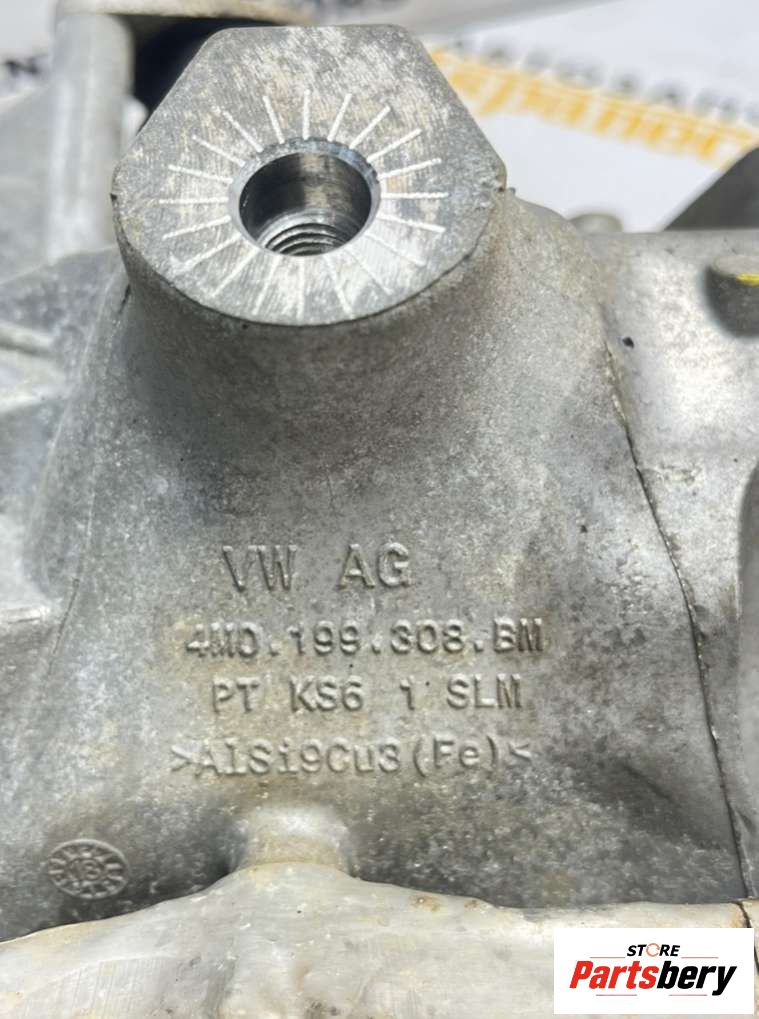 VW AG
4M0.199.308.BM
PT KS6 1 SLM
>AlSi9Cu3(Fe)<
STORE
Partsbery